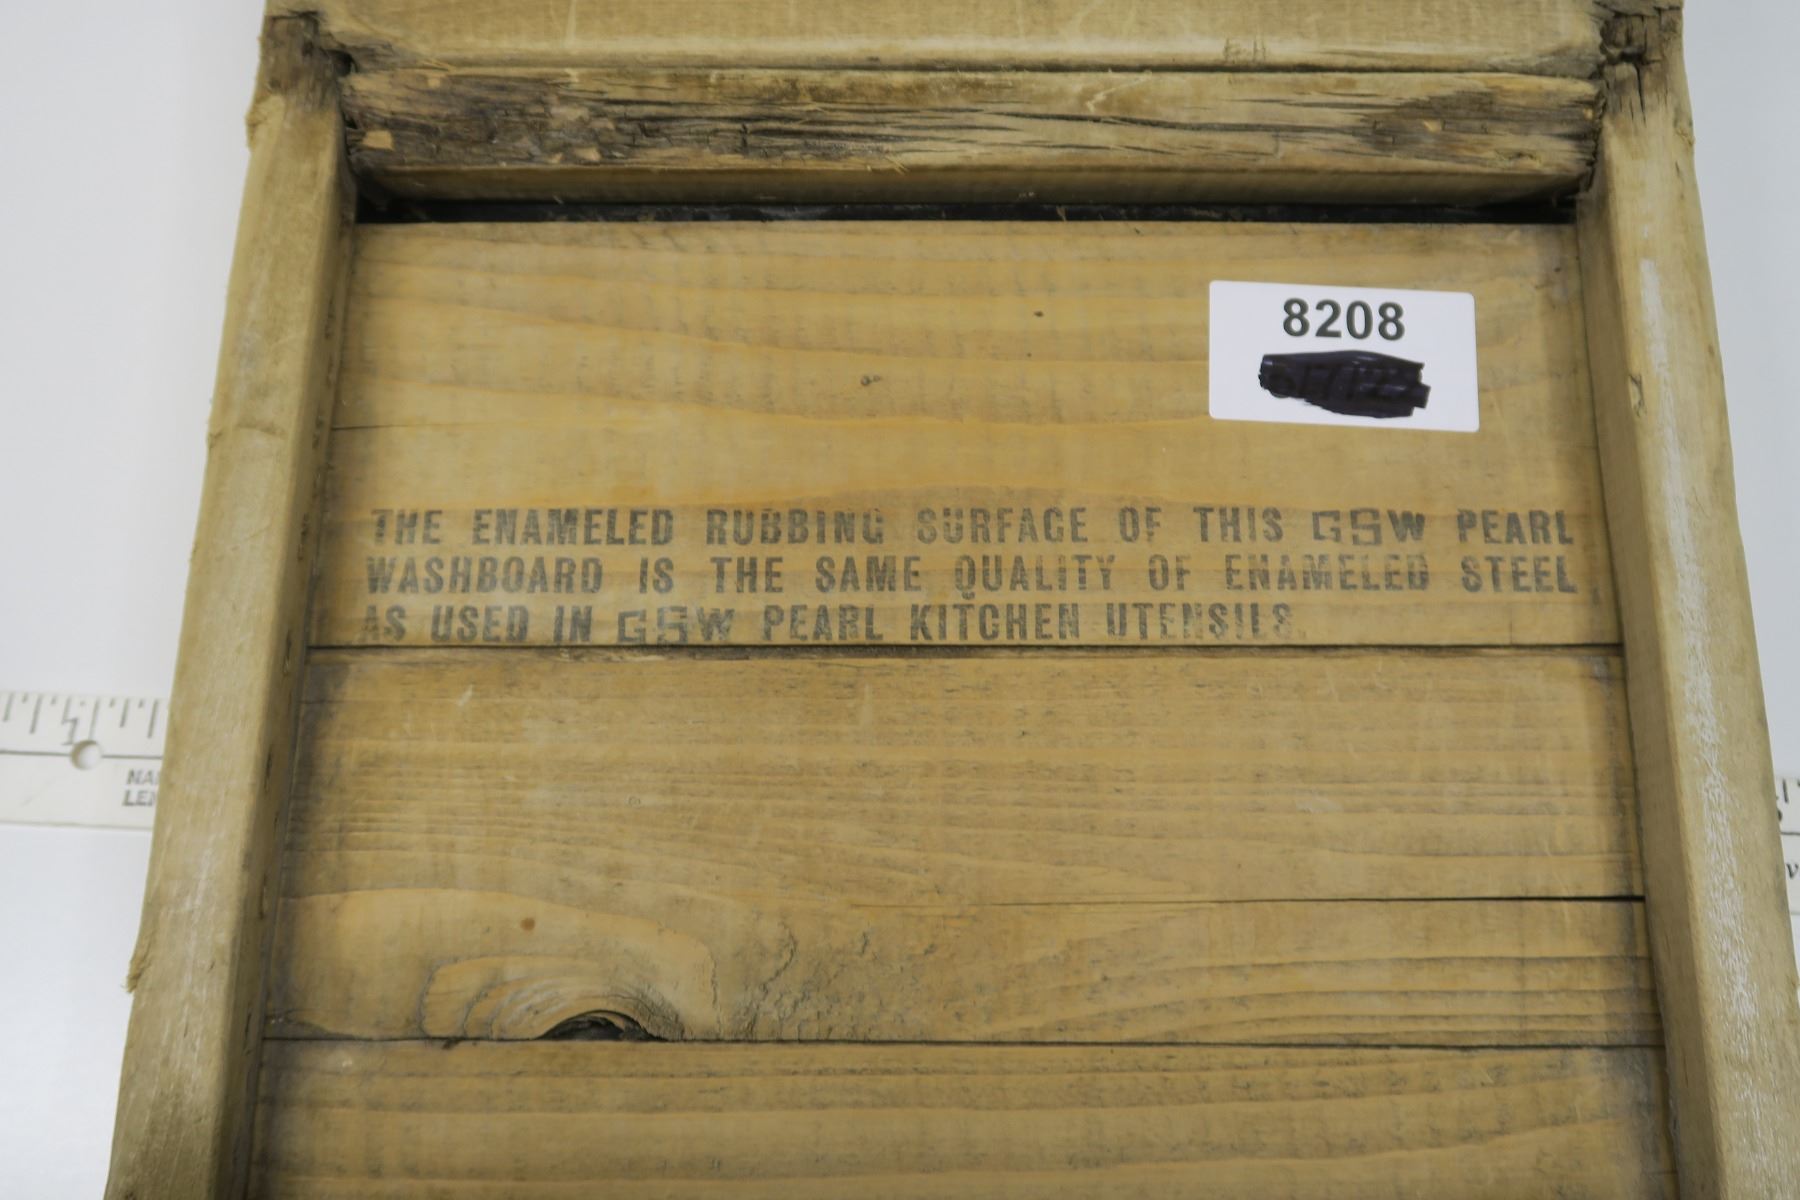 8208
THE ENAMELED RUBBING SURFACE OF THIS GSW PEARL
WASHBOARD IS THE SAME QUALITY OF ENAMELED STEEL,
AS USED IN GSW PEARL KITCHEN UTENSILS.